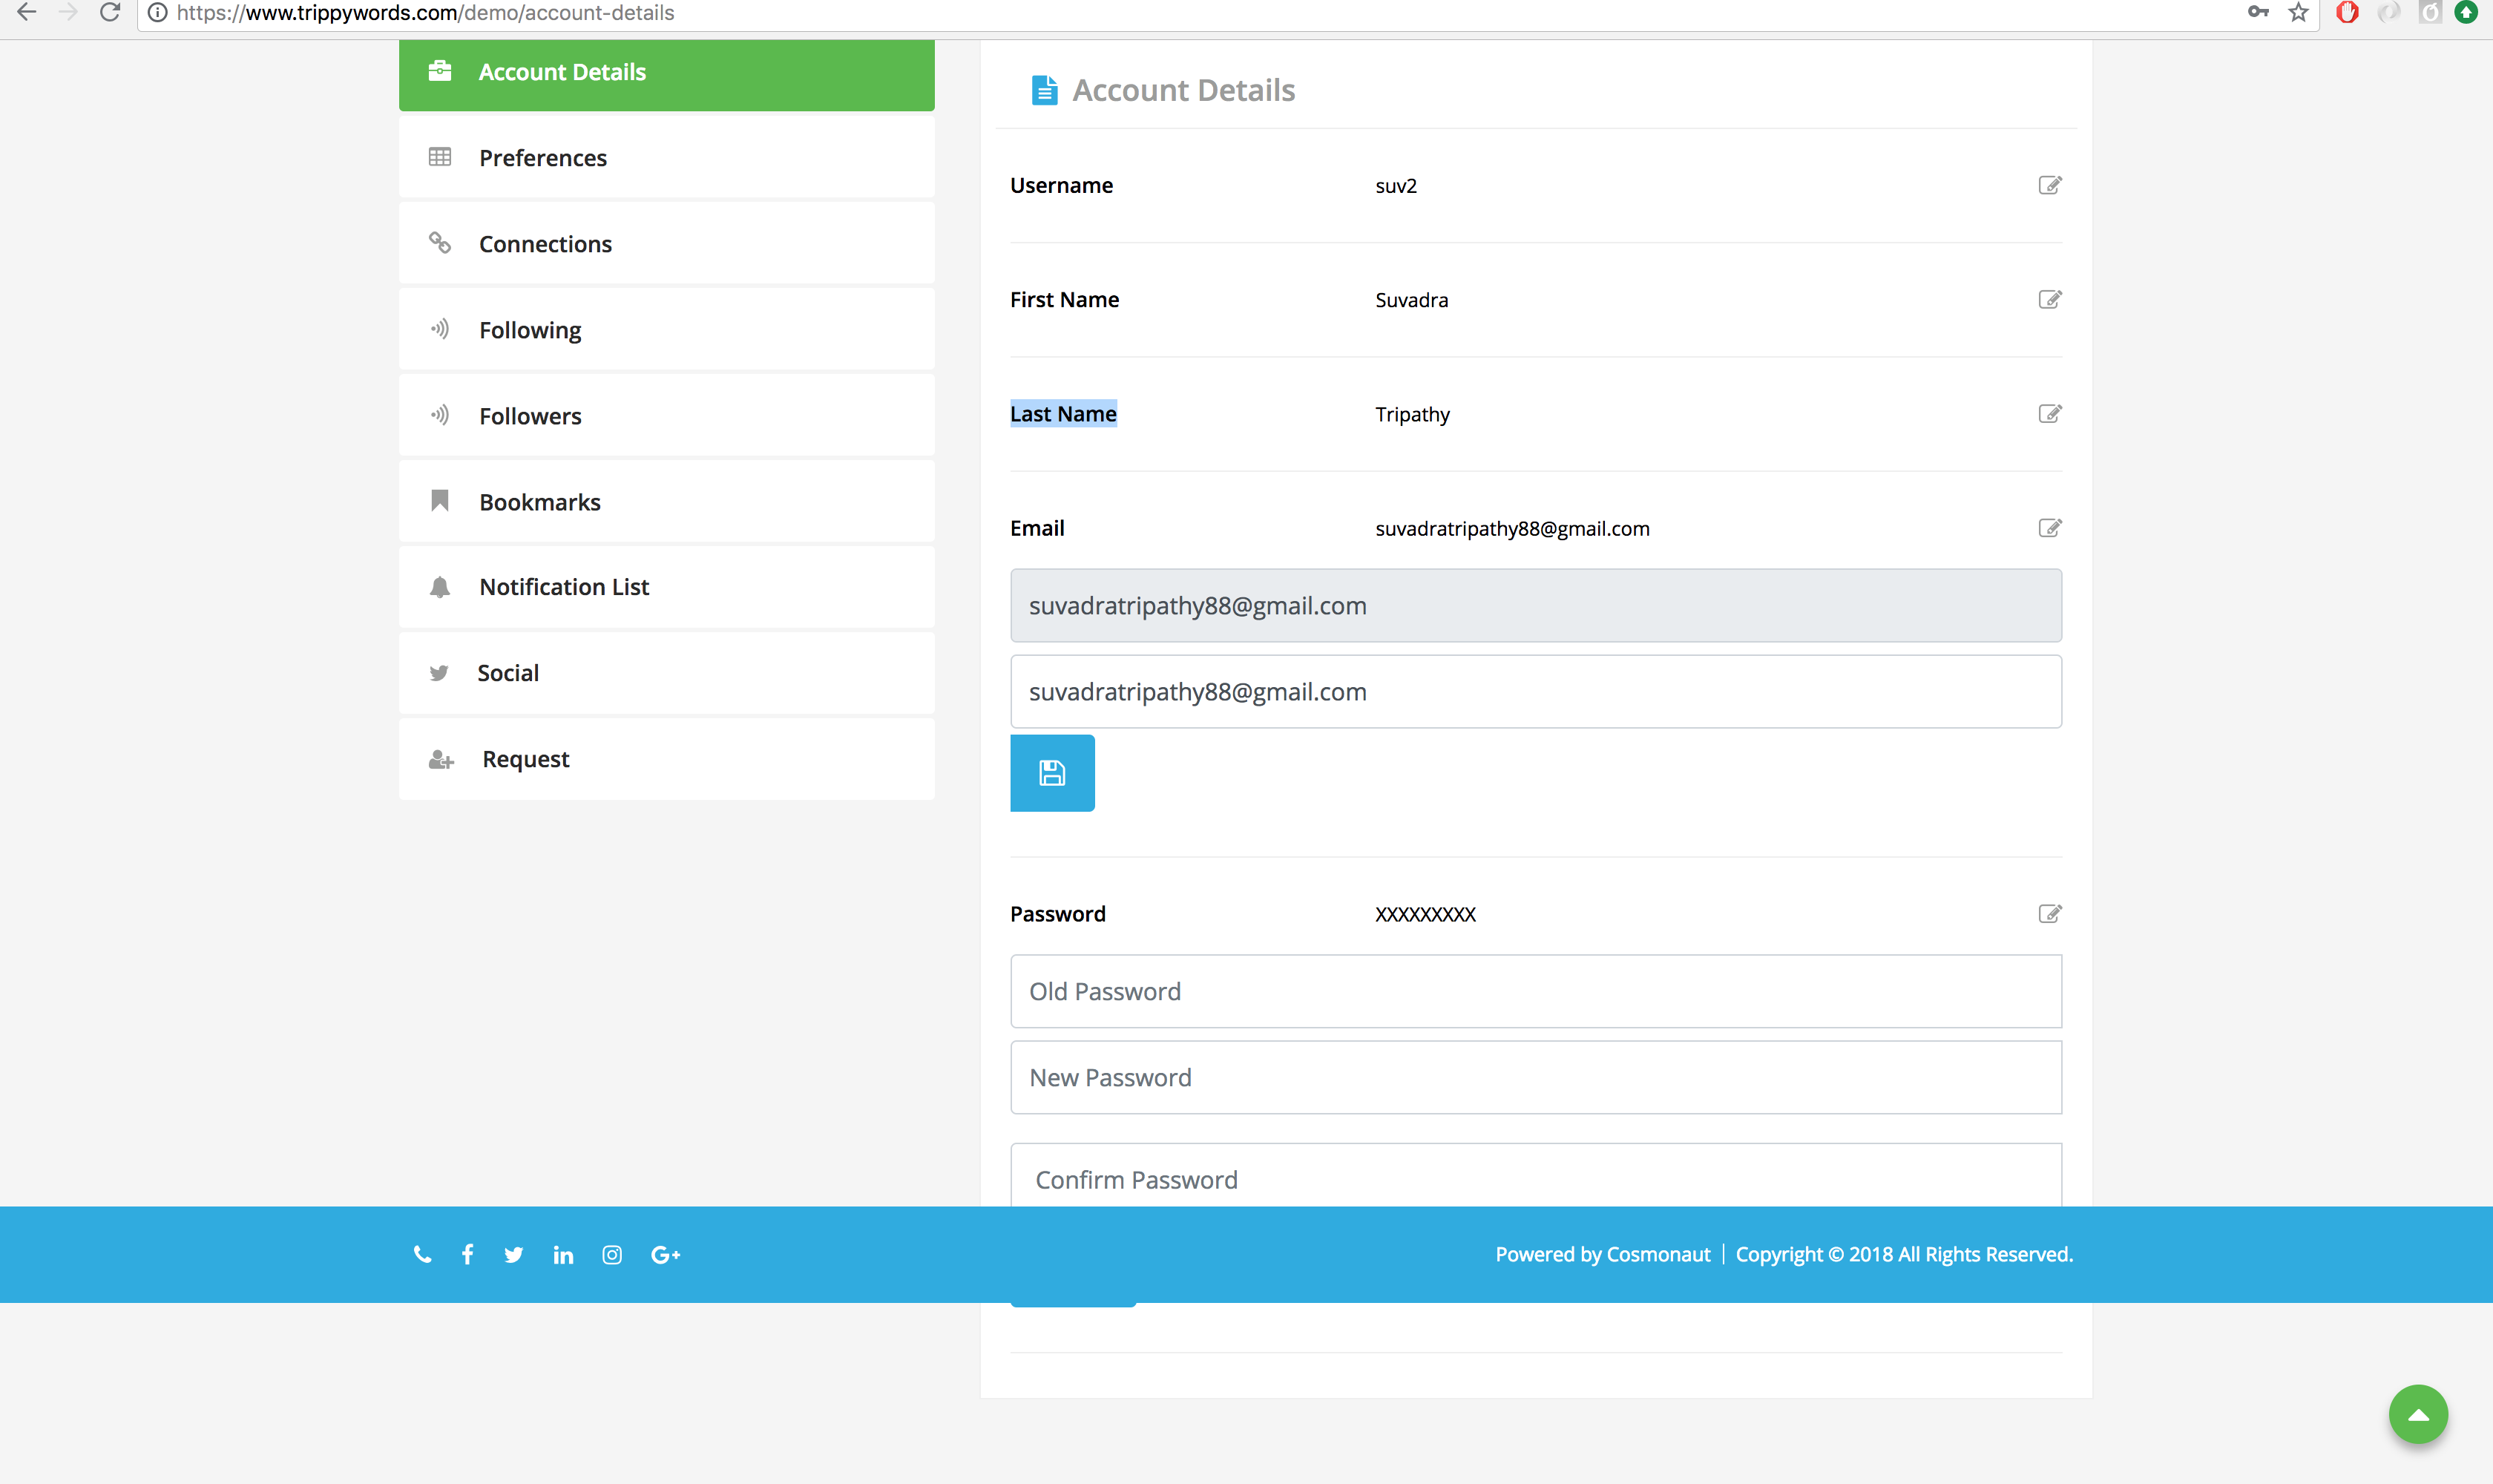 https://www.trippywords.com/demo/account-details
Account Details
Preferences
Connections
Following
Followers
Bookmarks
Notification List
Social
Request
Account Details
Username suv2
First Name Suvadra
Last Name Tripathy
Email suvadratripathy88@gmail.com
suvadratripathy88@gmail.com
suvadratripathy88@gmail.com
Password XXXXXXXXX
Old Password
New Password
Confirm Password
Powered by Cosmonaut | Copyright © 2018 All Rights Reserved.